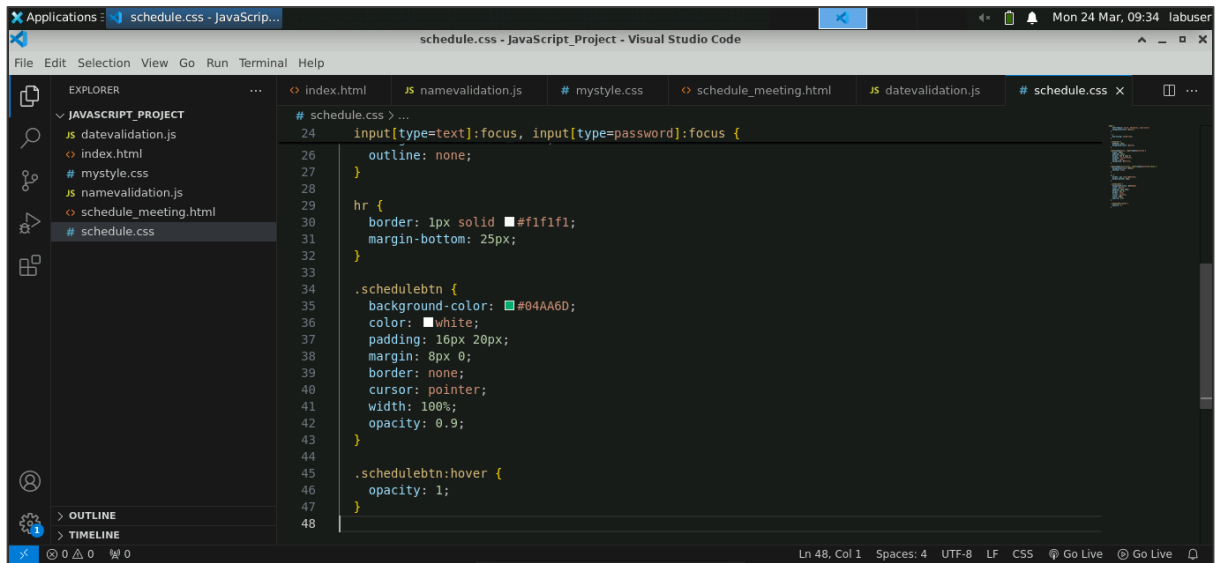 Applications schedule.css - JavaScrip... Mon 24 Mar, 09:34 labuser
schedule.css - JavaScript_Project - Visual Studio Code
File Edit Selection View Go Run Terminal Help
EXPLORER ... index.html JS namevalidation.js # mystyle.css schedule_meeting.html JS datevalidation.js # schedule.css
JAVASCRIPT_PROJECT
JS datevalidation.js
index.html
# mystyle.css
JS namevalidation.js
schedule_meeting.html
# schedule.css
OUTLINE
TIMELINE
# schedule.css > ...
24 input[type=text]:focus, input[type=password]:focus {
26 outline: none;
27 }
28
29 hr {
30 border: 1px solid #f1f1f1;
31 margin-bottom: 25px;
32 }
33
34 .schedulebtn {
35 background-color: #04AA6D;
36 color: white;
37 padding: 16px 20px;
38 margin: 8px 0;
39 border: none;
40 cursor: pointer;
41 width: 100%;
42 opacity: 0.9;
43 }
44
45 .schedulebtn:hover {
46 opacity: 1;
47 }
48
1
0 0 0 Ln 48, Col 1 Spaces: 4 UTF-8 LF CSS Go Live Go Live